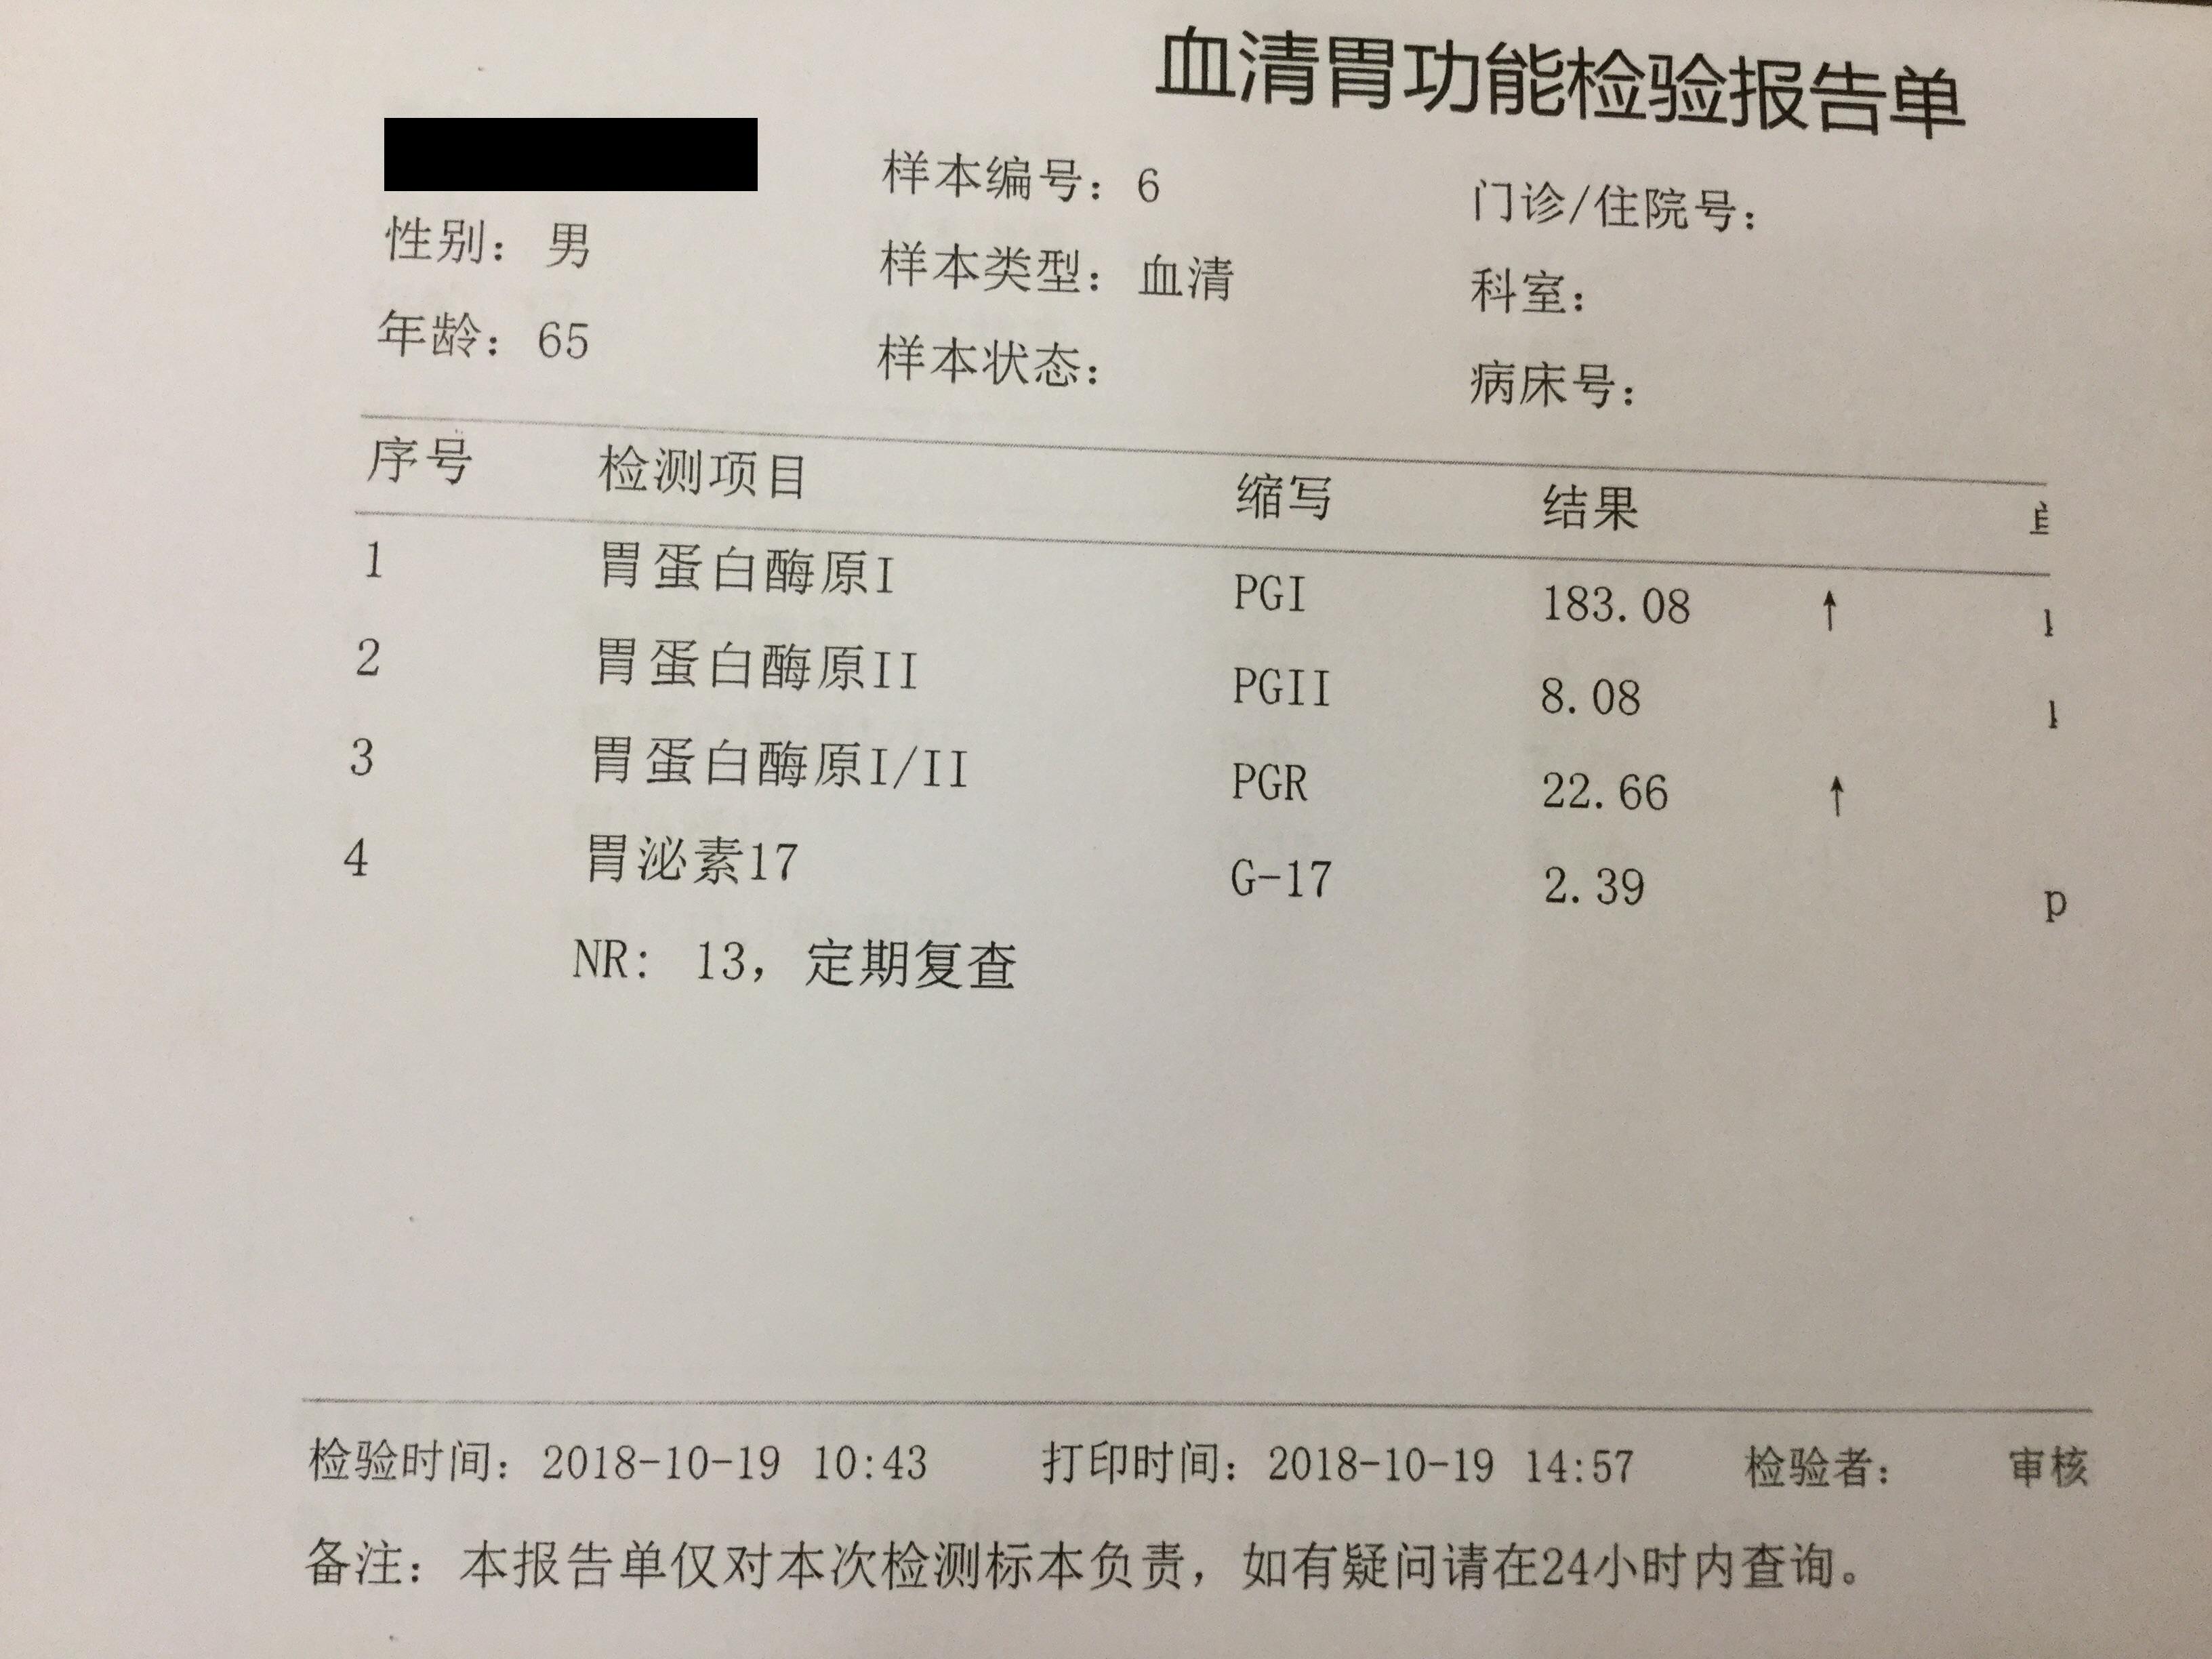 血清胃功能检验报告单
样本编号：6 门诊/住院号：
性别：男 样本类型：血清 科室：
年龄：65 样本状态： 病床号：
序号 检测项目 缩写 结果
1 胃蛋白酶原I PGI 183.08 ↑
2 胃蛋白酶原II PGII 8.08
3 胃蛋白酶原I/II PGR 22.66 ↑
4 胃泌素17 G-17 2.39 p
NR: 13，定期复查
检验时间：2018-10-19 10:43 打印时间：2018-10-19 14:57 检验者： 审核
备注：本报告单仅对本次检测标本负责，如有疑问请在24小时内查询。